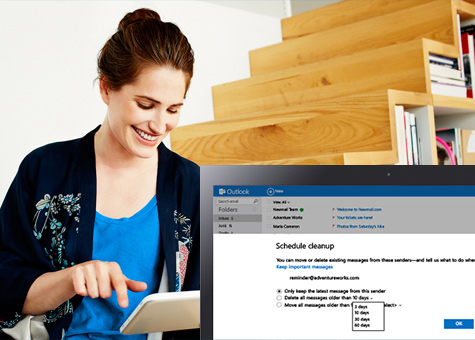 Outlook
New
Search email
View: All
Folders
Newmail Team
Welcome to Newmail.com
Inbox 5
Adventure Works
Your tickets are here!
Junk
Maria Cameron
Photos from Saturday's hike
Schedule cleanup
You can move or delete existing messages from these senders—and tell us what to do when
Keep important messages
reminder@adventureworks.com
Only keep the latest message from this sender
Delete all messages older than 10 days
Move all messages older than
3 days
10 days
30 days
60 days
OK